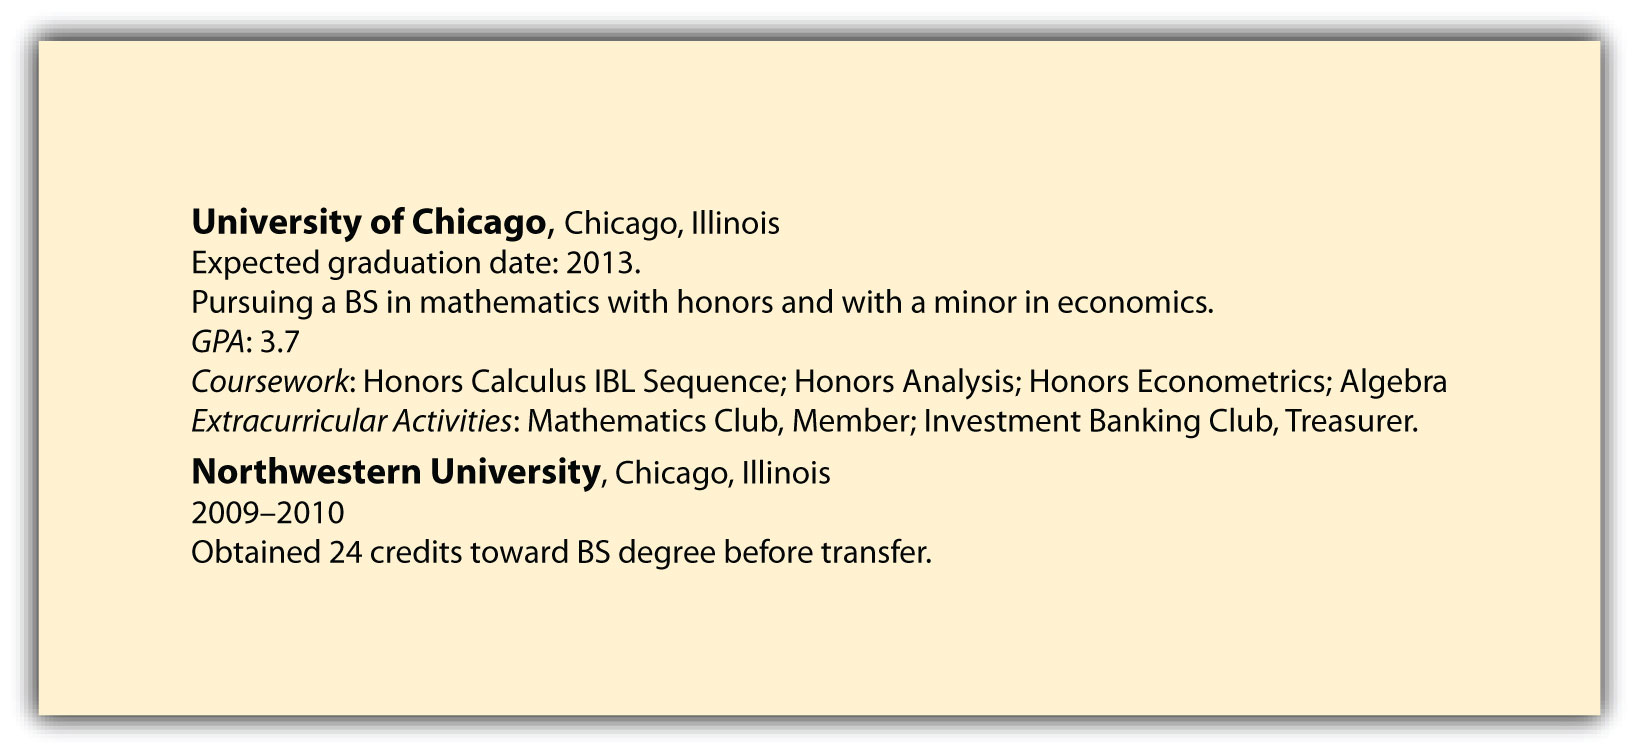 University of Chicago, Chicago, Illinois
Expected graduation date: 2013.
Pursuing a BS in mathematics with honors and with a minor in economics.
GPA: 3.7
Coursework: Honors Calculus IBL Sequence; Honors Analysis; Honors Econometrics; Algebra
Extracurricular Activities: Mathematics Club, Member; Investment Banking Club, Treasurer.
Northwestern University, Chicago, Illinois
2009–2010
Obtained 24 credits toward BS degree before transfer.